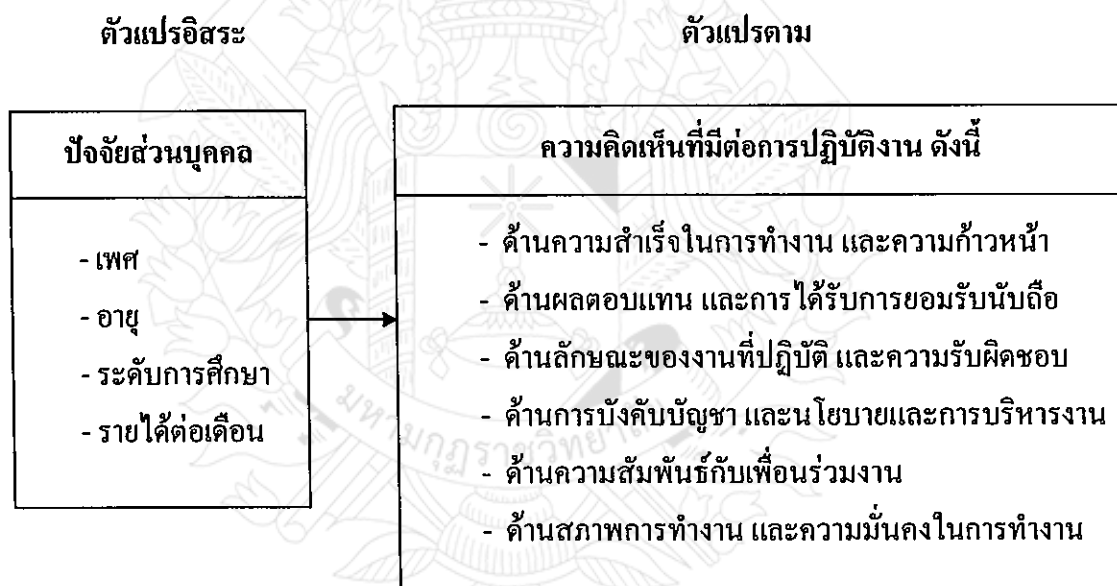 ตัวแปรอิสระ
ตัวแปรตาม
ปัจจัยส่วนบุคคล
- เพศ
- อายุ
- ระดับการศึกษา
- รายได้ต่อเดือน
ความคิดเห็นที่มีต่อการปฏิบัติงาน ดังนี้
- ด้านความสำเร็จในการทำงาน และความก้าวหน้า
- ด้านผลตอบแทน และการได้รับการยอมรับนับถือ
- ด้านลักษณะของงานที่ปฏิบัติ และความรับผิดชอบ
- ด้านการบังคับบัญชา และนโยบายและการบริหารงาน
- ด้านความสัมพันธ์กับเพื่อนร่วมงาน
- ด้านสภาพการทำงาน และความมั่นคงในการทำงาน